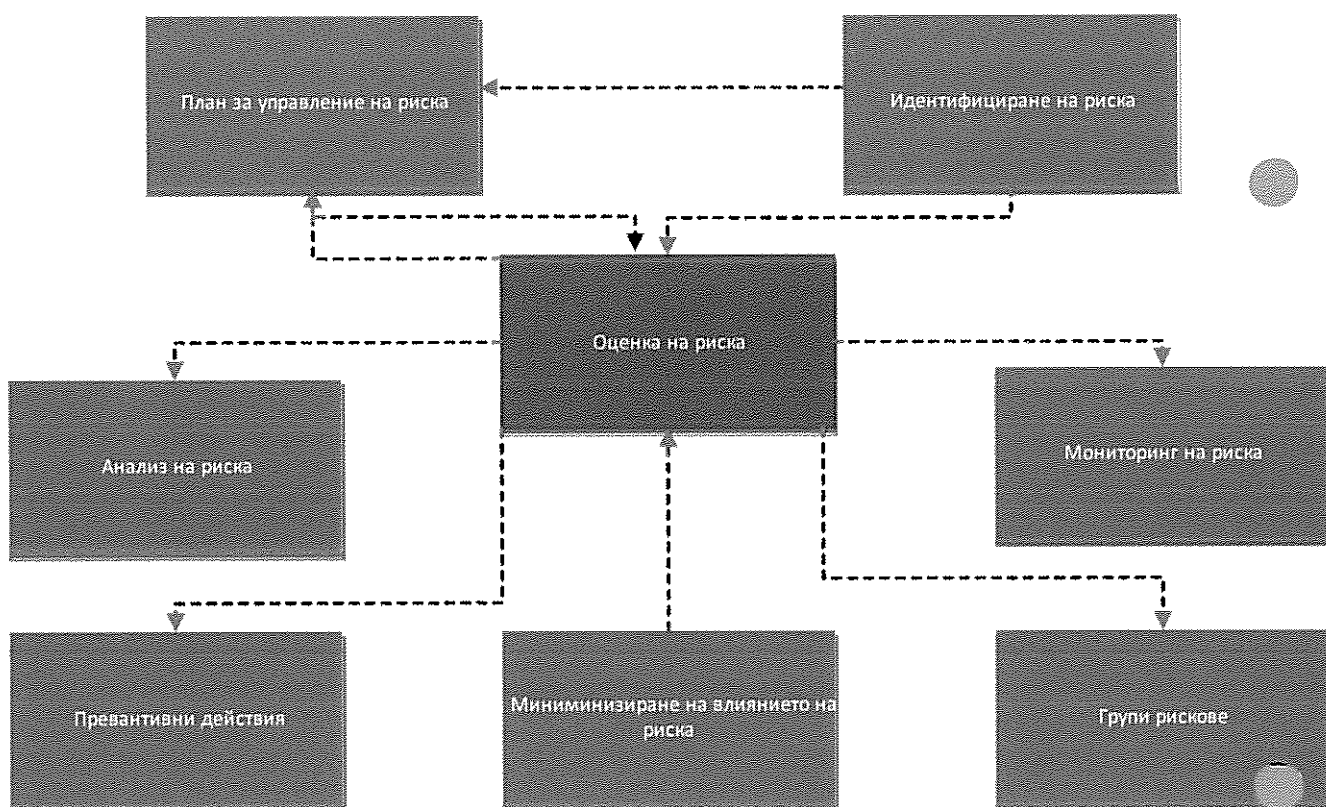 План за управление на риска
Идентифициране на риска
Оценка на риска
Анализ на риска
Мониторинг на риска
Превантивни действия
Миниминизиране на влиянието на
риска
Групи рискове